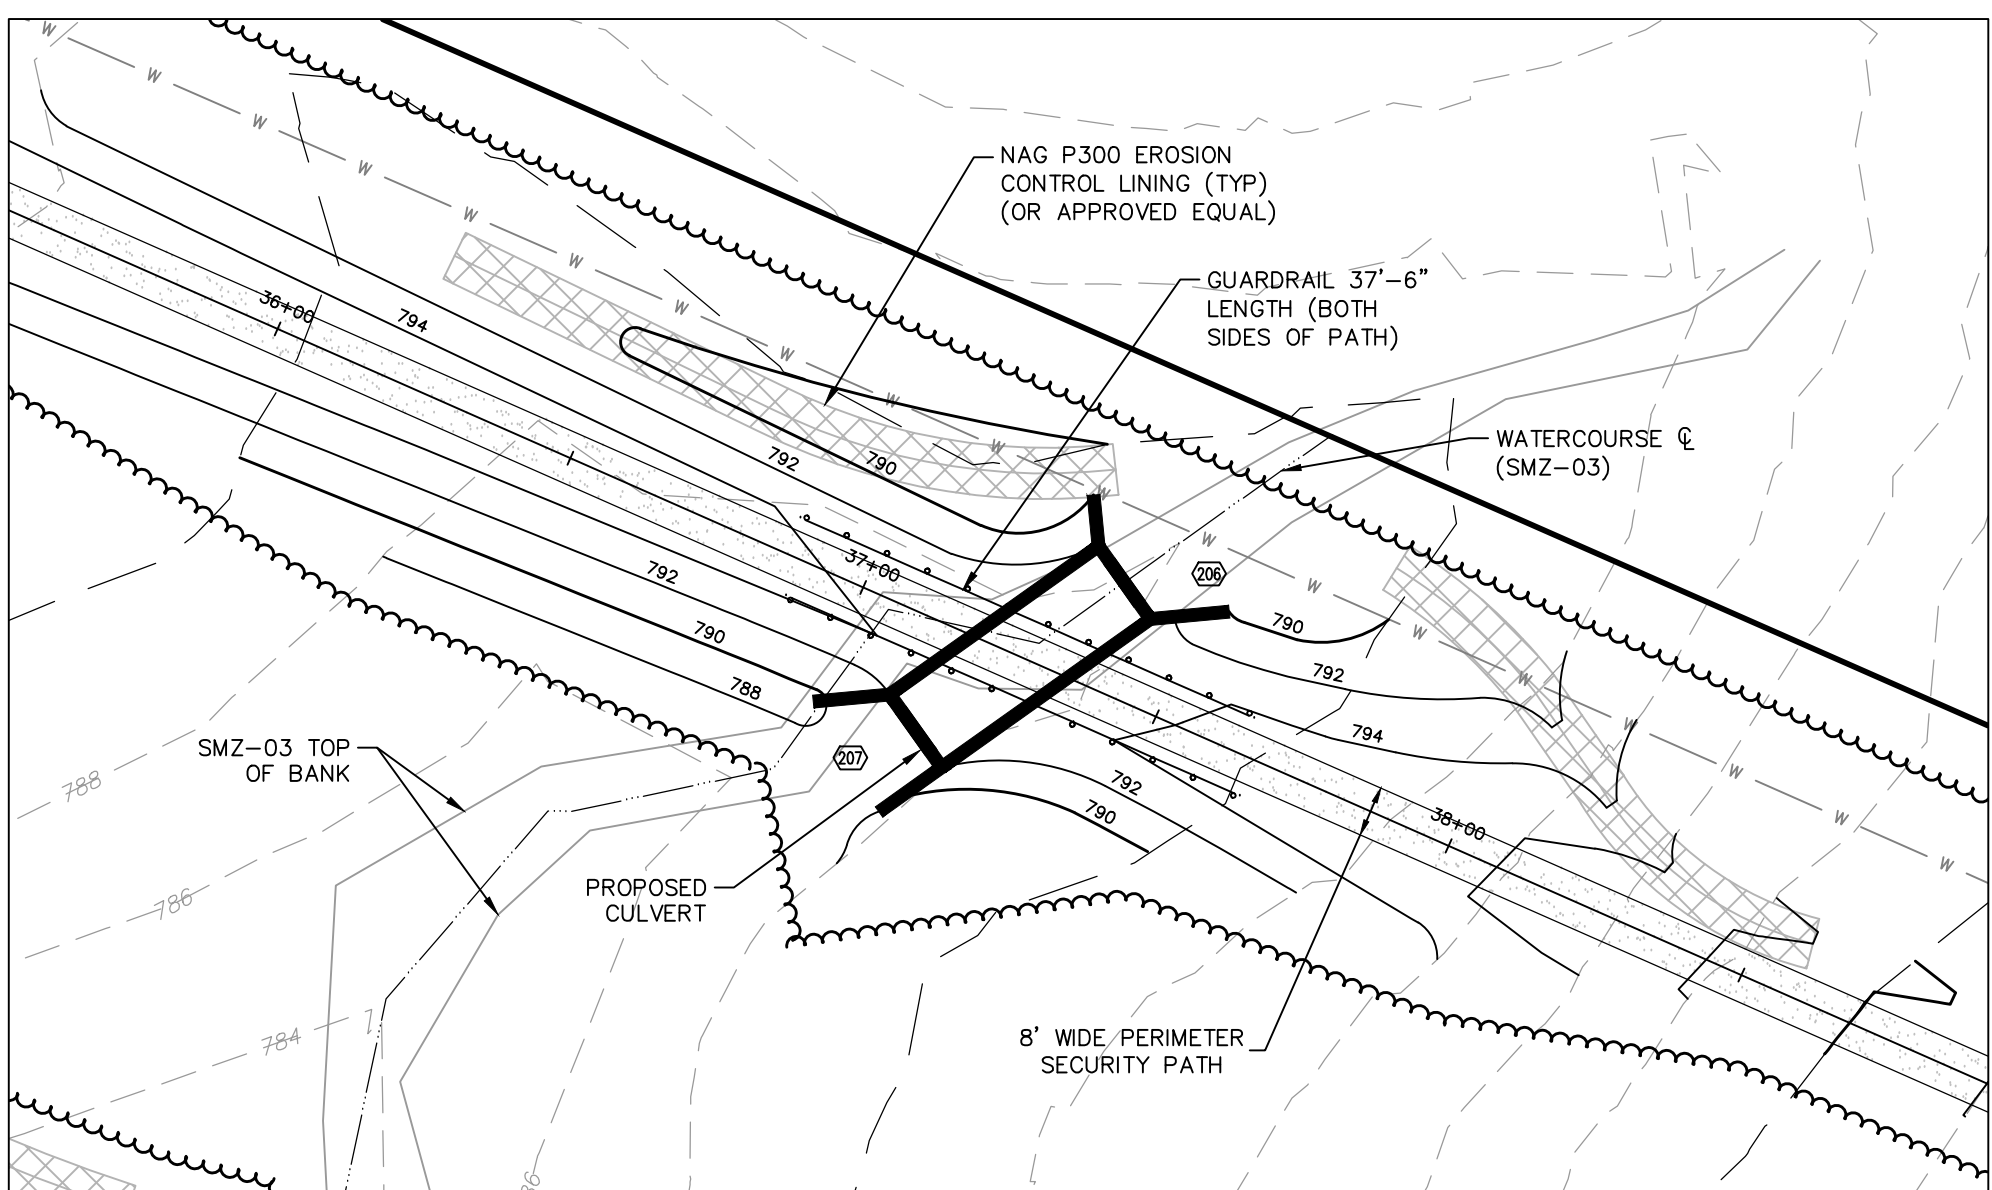 W
W
W
W
W
NAG P300 EROSION
CONTROL LINING (TYP)
(OR APPROVED EQUAL)
W
W
GUARDRAIL 37'-6"
LENGTH (BOTH
SIDES OF PATH)
36+00
794
W
W
W
WATERCOURSE ℄
(SMZ-03)
792
790
W
W
37+00
206
W
792
790
W
790
788
792
W
W
794
SMZ-03 TOP
OF BANK
207
788
792
790
W
W
38+00
W
PROPOSED
CULVERT
786
8' WIDE PERIMETER
SECURITY PATH
784